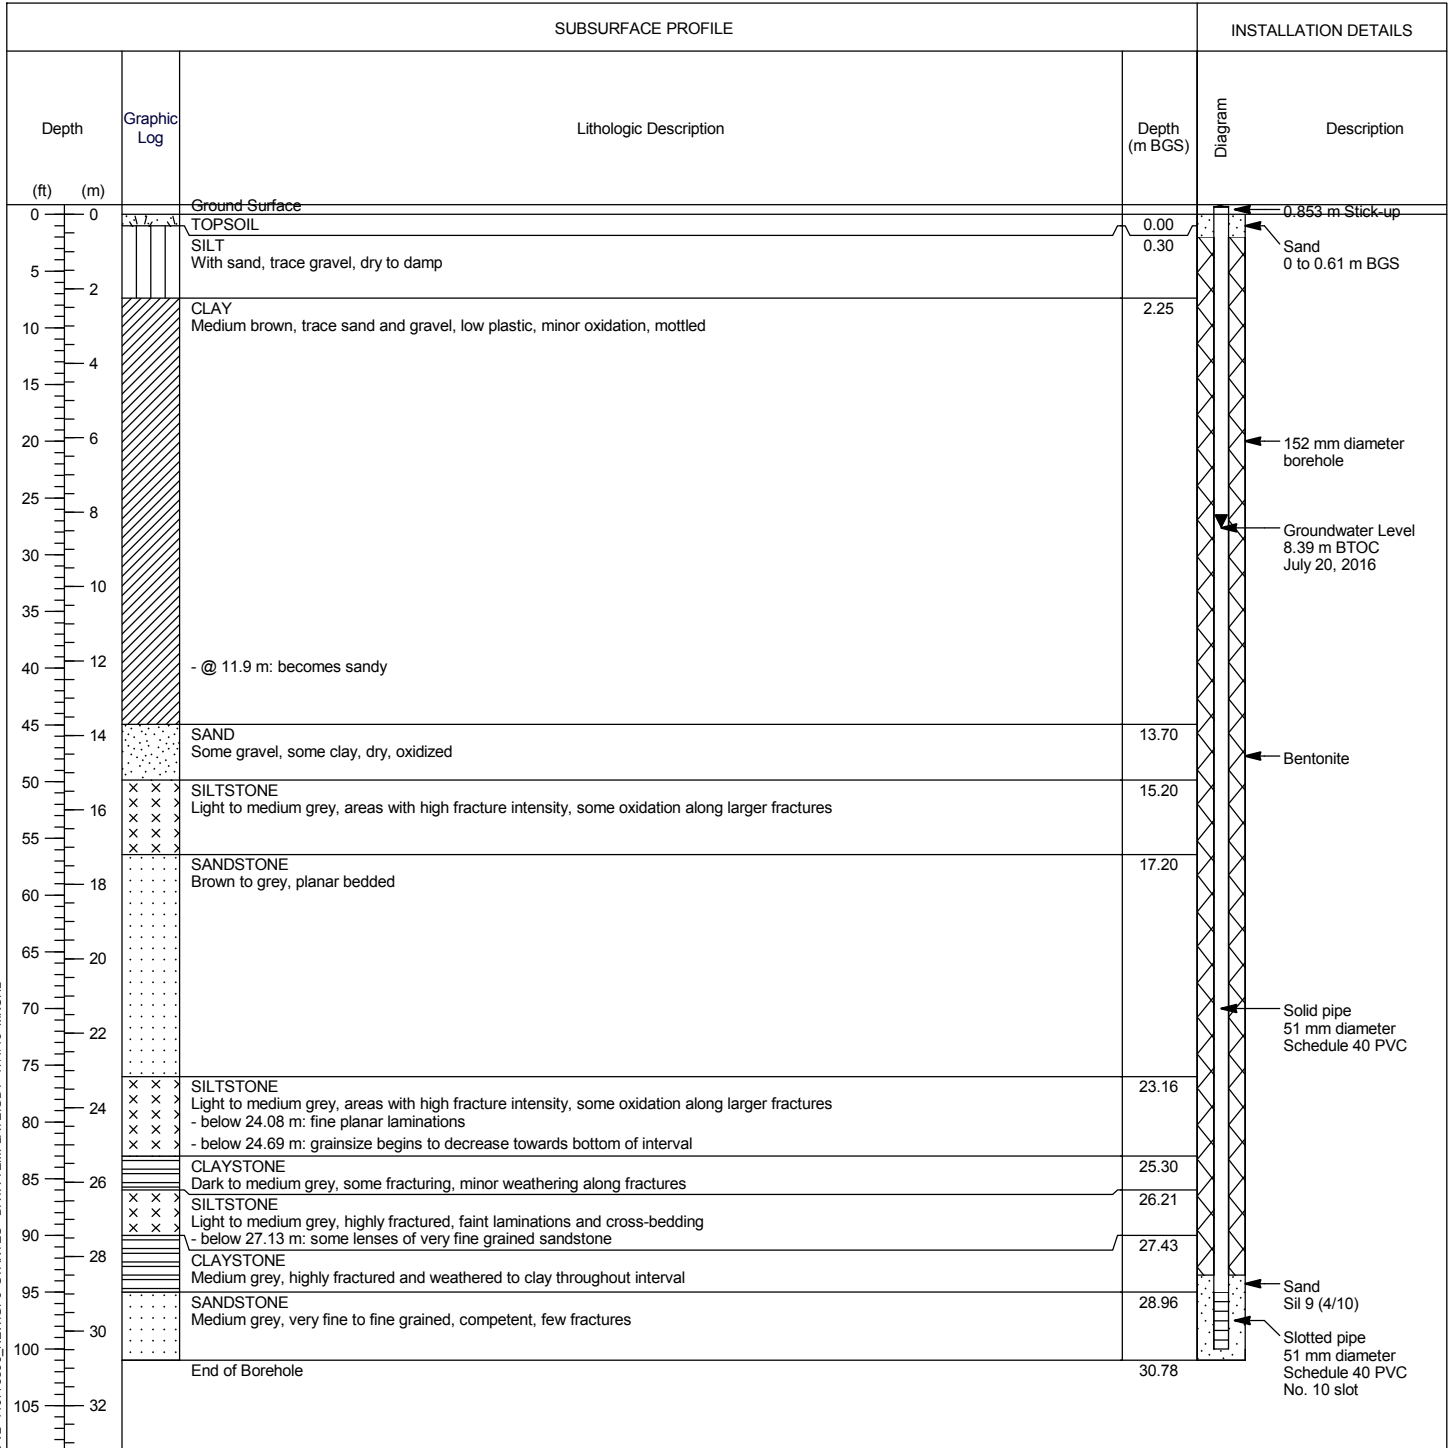 SUBSURFACE PROFILE
INSTALLATION DETAILS
Depth
Graphic
Log
Lithologic Description
Depth
(m BGS)
Diagram
Description
(ft) (m)
Ground Surface
0 0
TOPSOIL 0.00
0.853 m Stick-up
SILT 0.30
With sand, trace gravel, dry to damp
Sand
0 to 0.61 m BGS
5
2
CLAY 2.25
Medium brown, trace sand and gravel, low plastic, minor oxidation, mottled
10
4
15
20 6
152 mm diameter
borehole
25
8
Groundwater Level
8.39 m BTOC
July 20, 2016
30
10
35
40 12
- @ 11.9 m: becomes sandy
45
14
SAND 13.70
Some gravel, some clay, dry, oxidized
Bentonite
50
SILTSTONE 15.20
Light to medium grey, areas with high fracture intensity, some oxidation along larger fractures
16
55
SANDSTONE 17.20
Brown to grey, planar bedded
18
60
65
20
70
Solid pipe
51 mm diameter
Schedule 40 PVC
22
75
SILTSTONE 23.16
Light to medium grey, areas with high fracture intensity, some oxidation along larger fractures
- below 24.08 m: fine planar laminations
- below 24.69 m: grainsize begins to decrease towards bottom of interval
24
80
CLAYSTONE 25.30
Dark to medium grey, some fracturing, minor weathering along fractures
85
26
SILTSTONE 26.21
Light to medium grey, highly fractured, faint laminations and cross-bedding
- below 27.13 m: some lenses of very fine grained sandstone
90
27.43
28
CLAYSTONE
Medium grey, highly fractured and weathered to clay throughout interval
95
Sand
Sil 9 (4/10)
SANDSTONE 28.96
Medium grey, very fine to fine grained, competent, few fractures
30
100
Slotted pipe
51 mm diameter
Schedule 40 PVC
No. 10 slot
End of Borehole 30.78
105 32